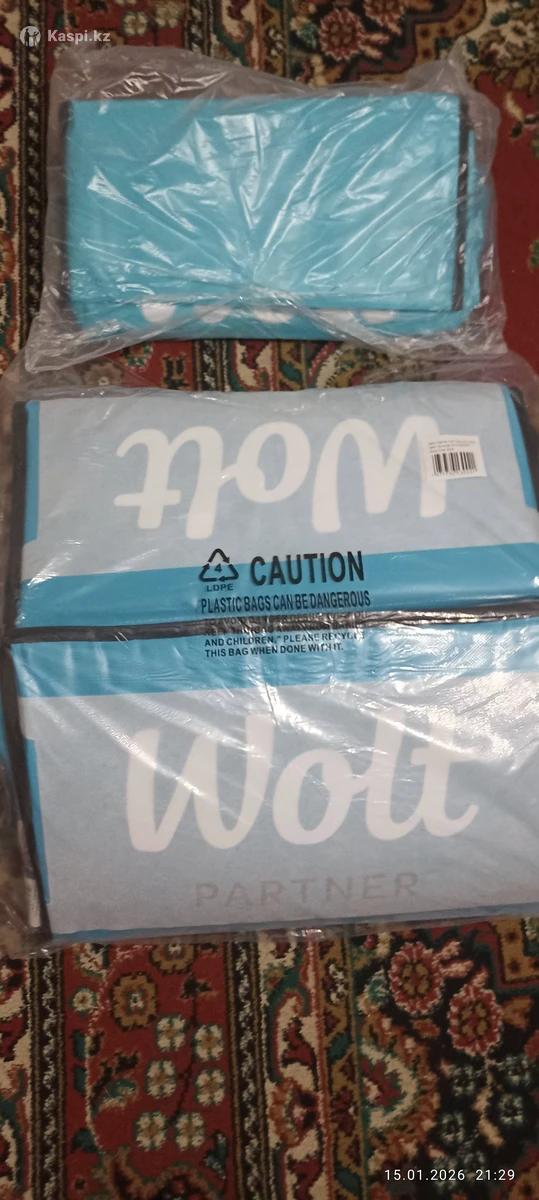 Kaspi.kz
Wolt
4
LDPE
CAUTION
PLASTIC BAGS CAN BE DANGEROUS
AND CHILDREN." PLEASE RECYCLE
THIS BAG WHEN DONE WITH IT.
Wolt
PARTNER
15.01.2026 21:29